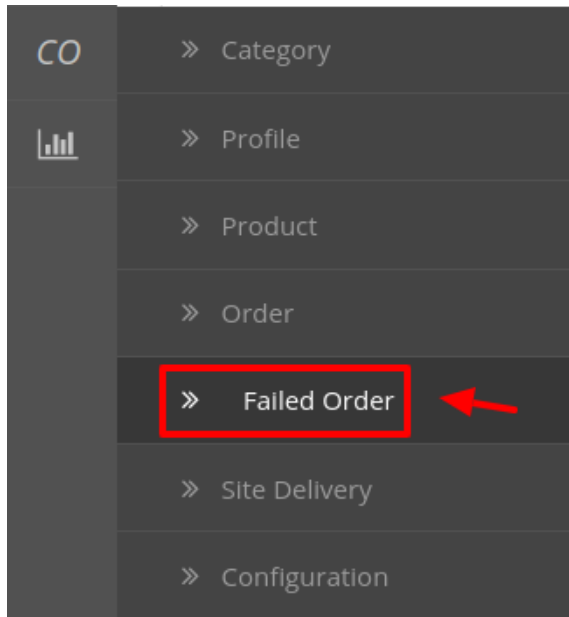 CO
» Category
» Profile
» Product
» Order
» Failed Order
» Site Delivery
» Configuration